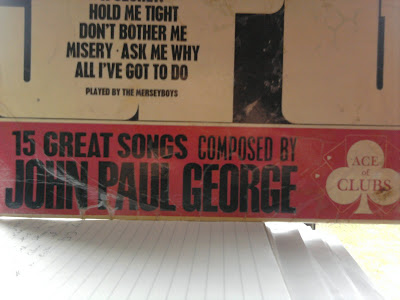 HOLD ME TIGHT
DON'T BOTHER ME
MISERY · ASK ME WHY
ALL I'VE GOT TO DO
PLAYED BY THE MERSEYBOYS
15 GREAT SONGS COMPOSED BY
JOHN PAUL GEORGE
ACE
of
CLUBS